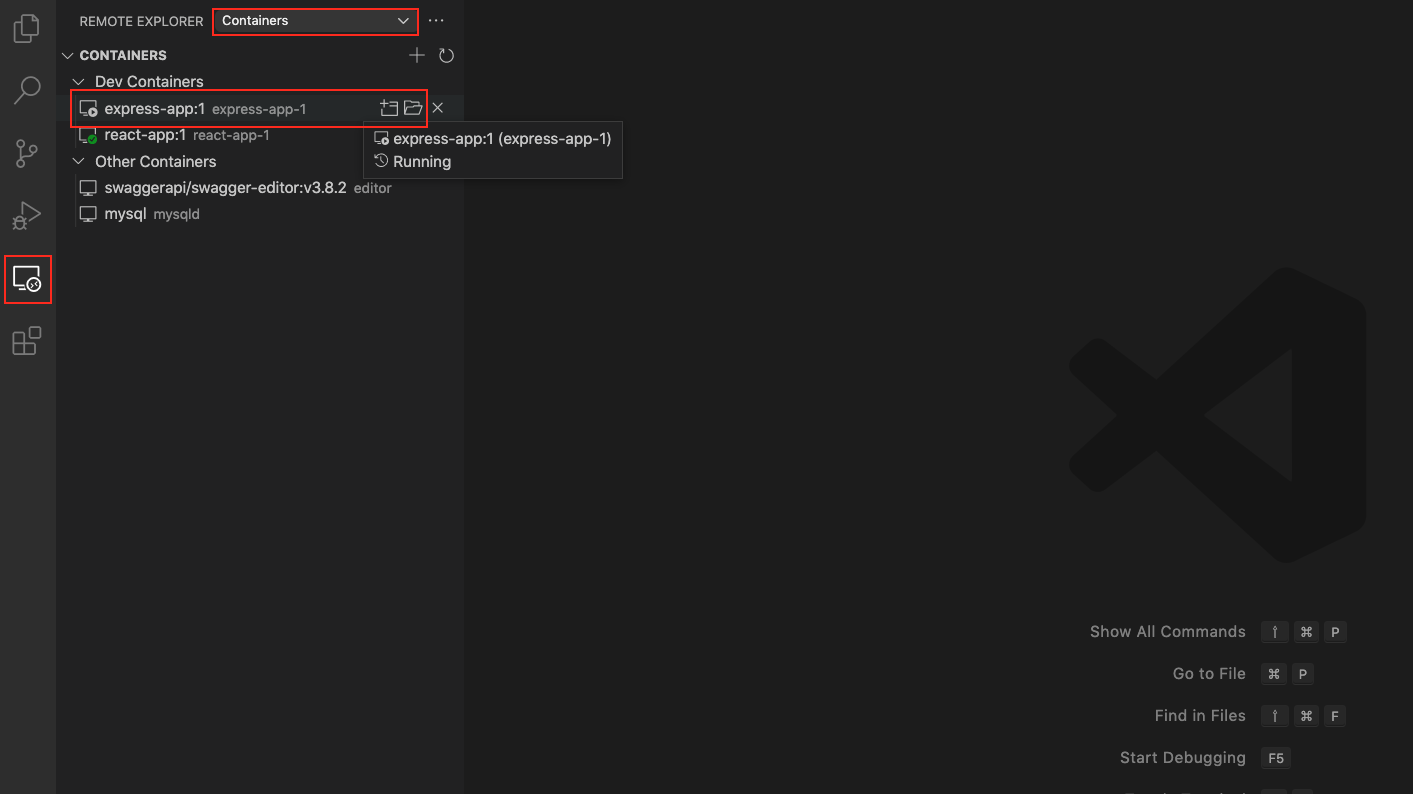 REMOTE EXPLORER Containers
CONTAINERS
Dev Containers
express-app:1 express-app-1
react-app:1 react-app-1
express-app:1 (express-app-1)
Running
Other Containers
swaggerapi/swagger-editor:v3.8.2 editor
mysql mysqld
Show All Commands ⇧ ⌘ P
Go to File ⌘ P
Find in Files ⇧ ⌘ F
Start Debugging F5